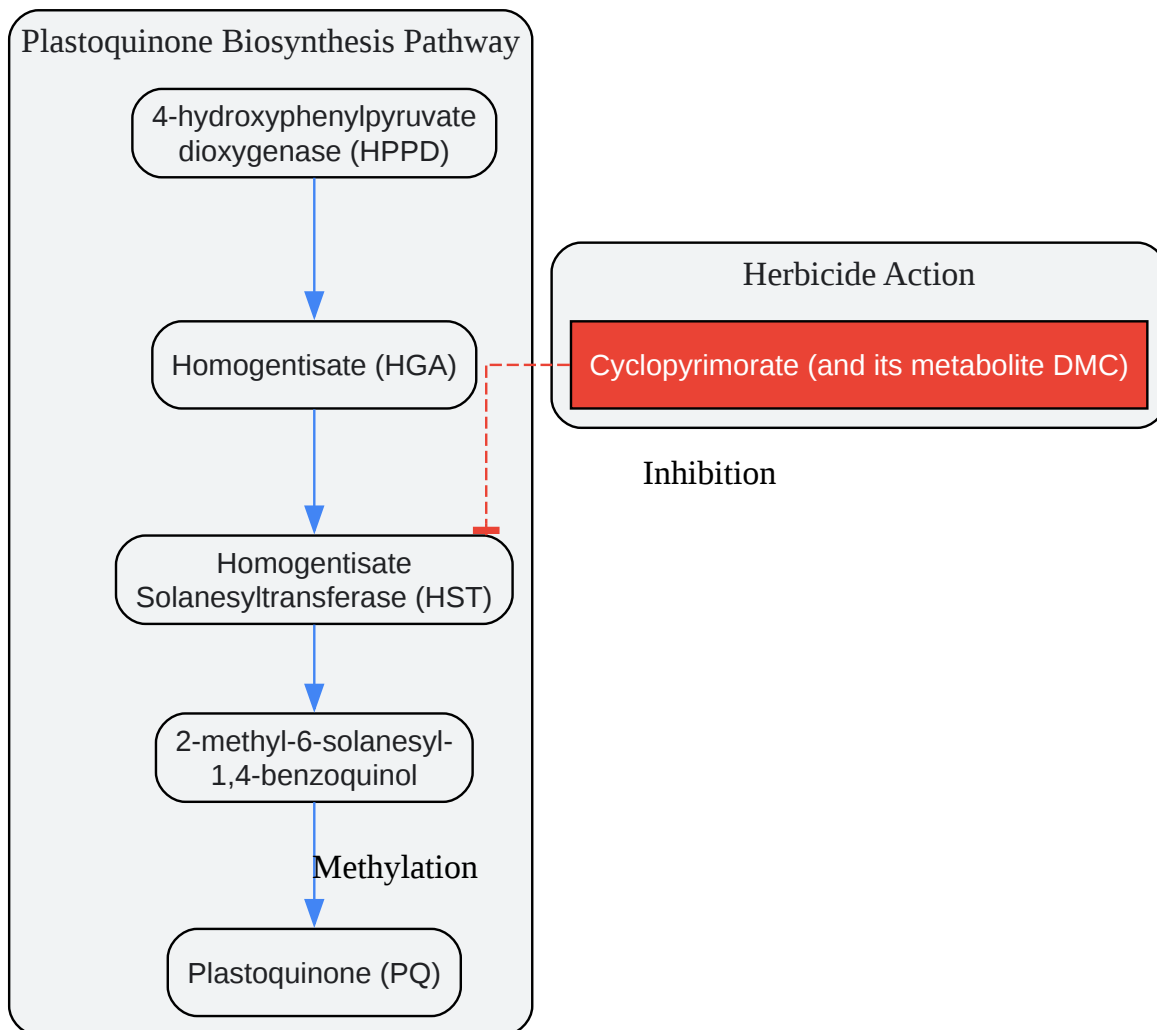 Plastoquinone Biosynthesis Pathway
4-hydroxyphenylpyruvate
dioxygenase (HPPD)
Herbicide Action
Homogentisate (HGA)
Cyclopyrimorate (and its metabolite DMC)
Inhibition
Homogentisate
Solanesyltransferase (HST)
2-methyl-6-solanesyl-
1,4-benzoquinol
Methylation
Plastoquinone (PQ)